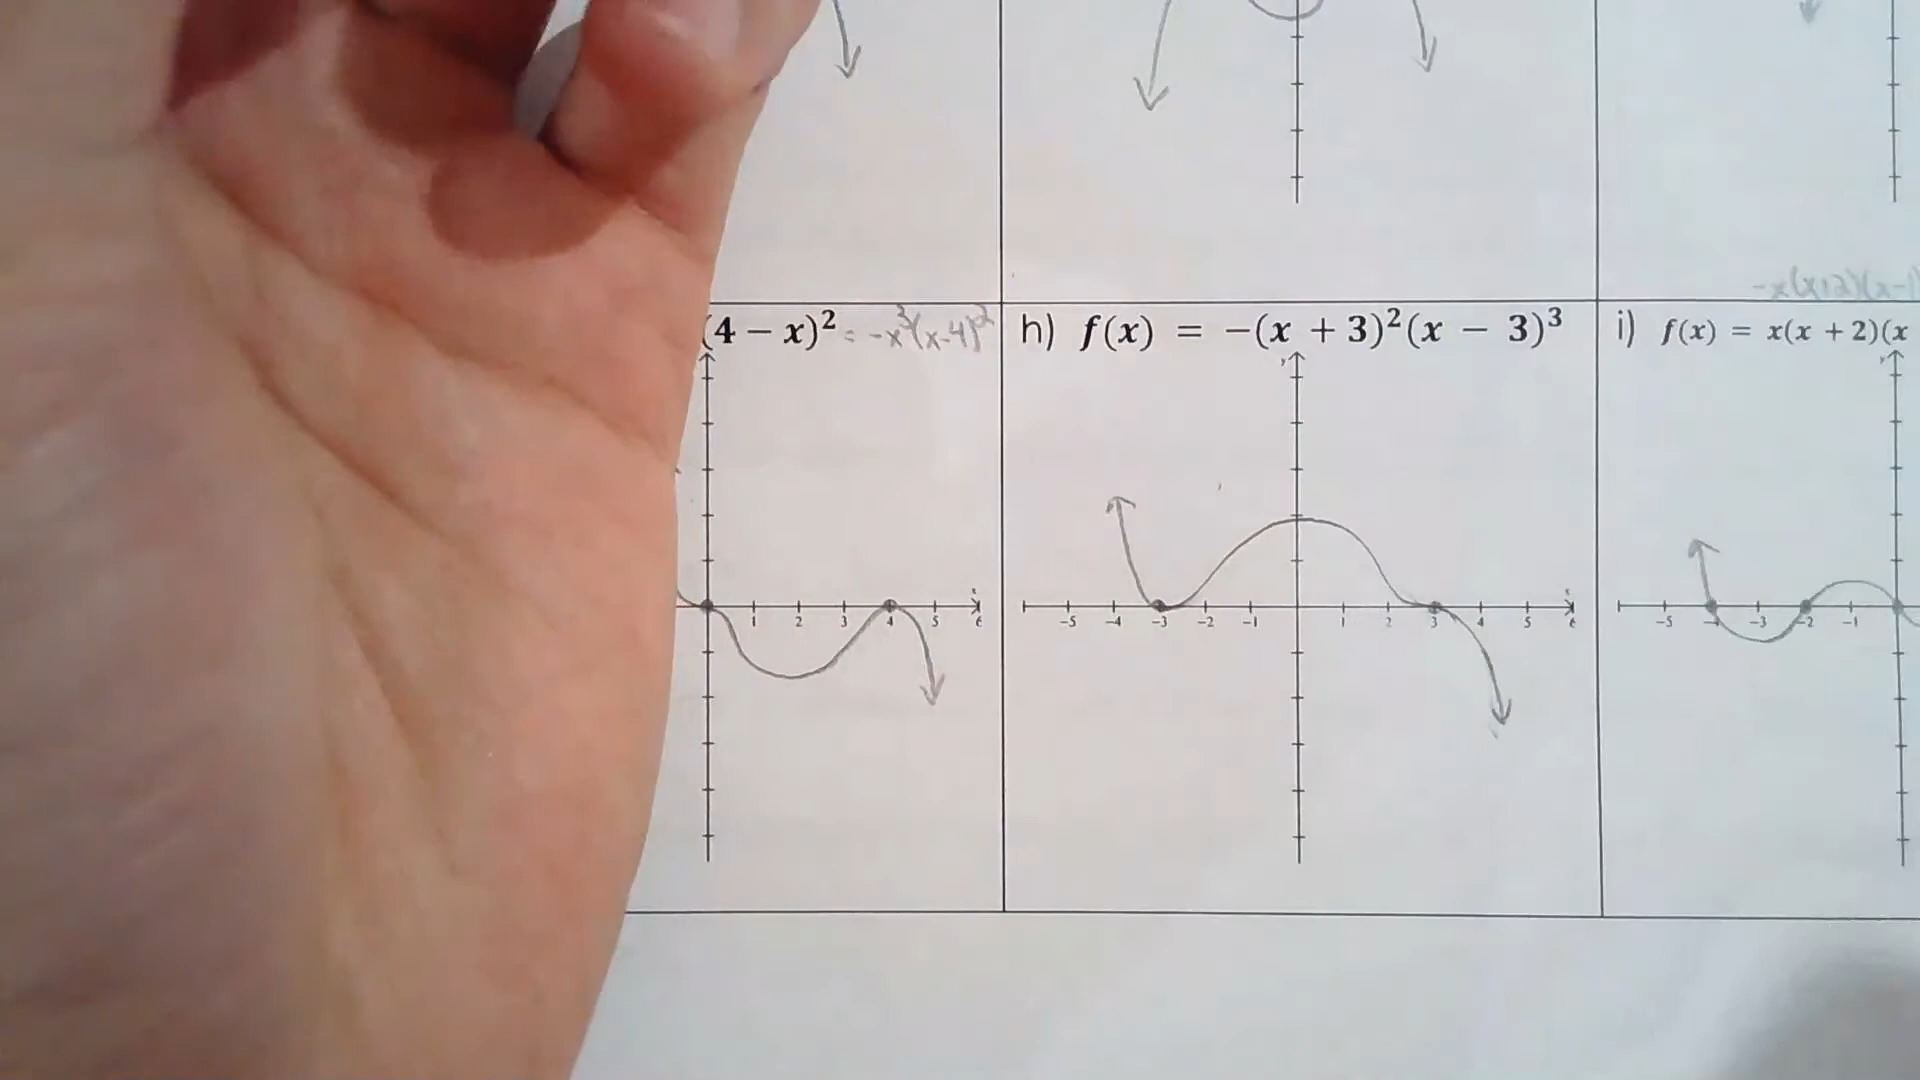 -x(x+2)(x-1)
(4 − x)² = -x³(x-4)²
h) f(x) = −(x + 3)²(x − 3)³
i) f(x) = x(x + 2)(x
y
y
x
1 2 3 4 5 6
x
-5 -4 -3 -2 -1 1 2 3 4 5 6
-5 -3 -2 -1